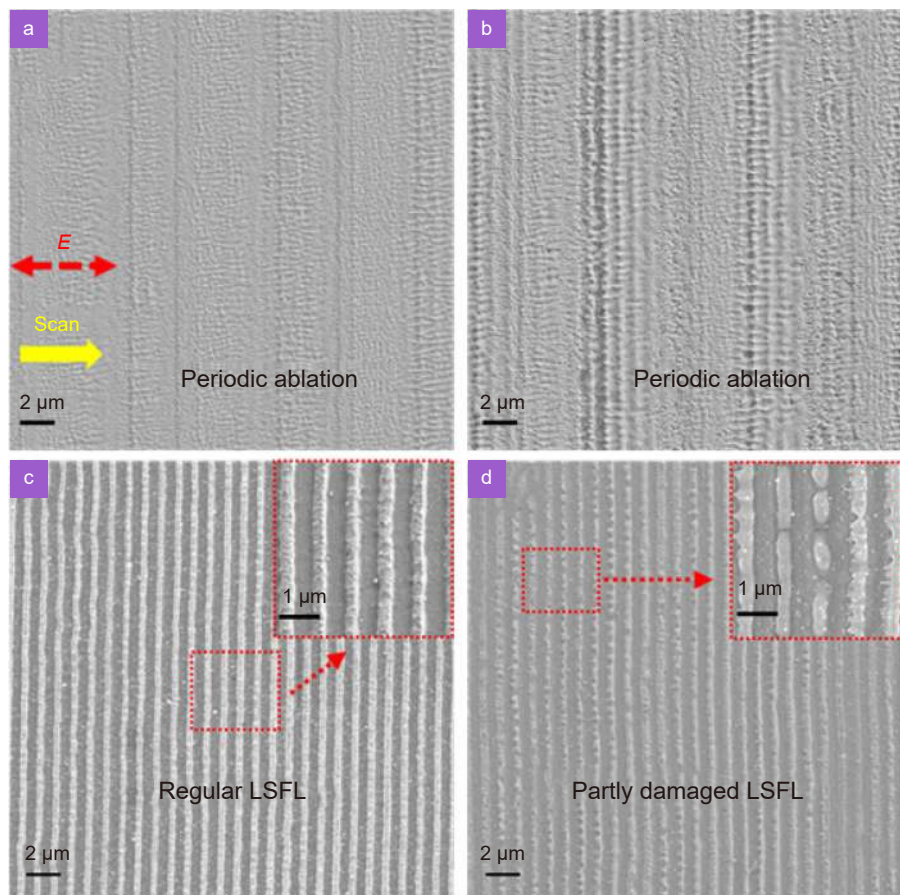 a
E
Scan
Periodic ablation
2 μm
b
Periodic ablation
2 μm
c
1 μm
Regular LSFL
2 μm
d
1 μm
Partly damaged LSFL
2 μm